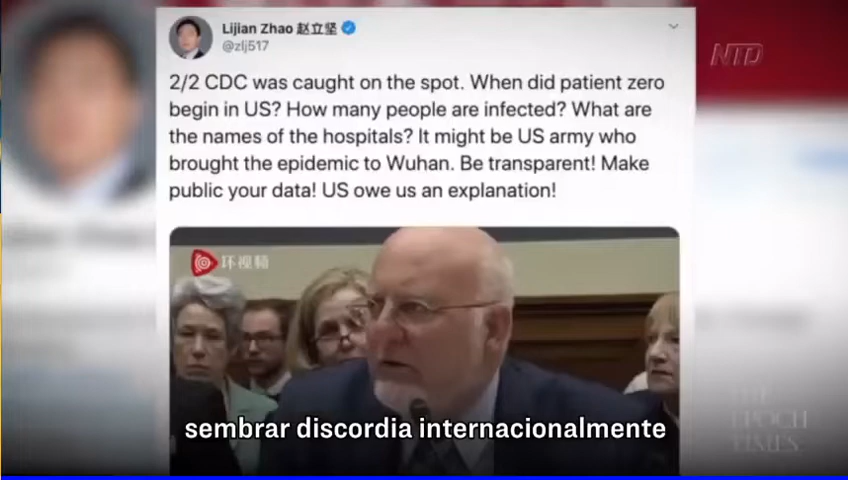 Lijian Zhao 赵立坚
@zlj517
NTD
2/2 CDC was caught on the spot. When did patient zero
begin in US? How many people are infected? What are
the names of the hospitals? It might be US army who
brought the epidemic to Wuhan. Be transparent! Make
public your data! US owe us an explanation!
环视频
sembrar discordia internacionalmente
THE
EPOCH
TIMES